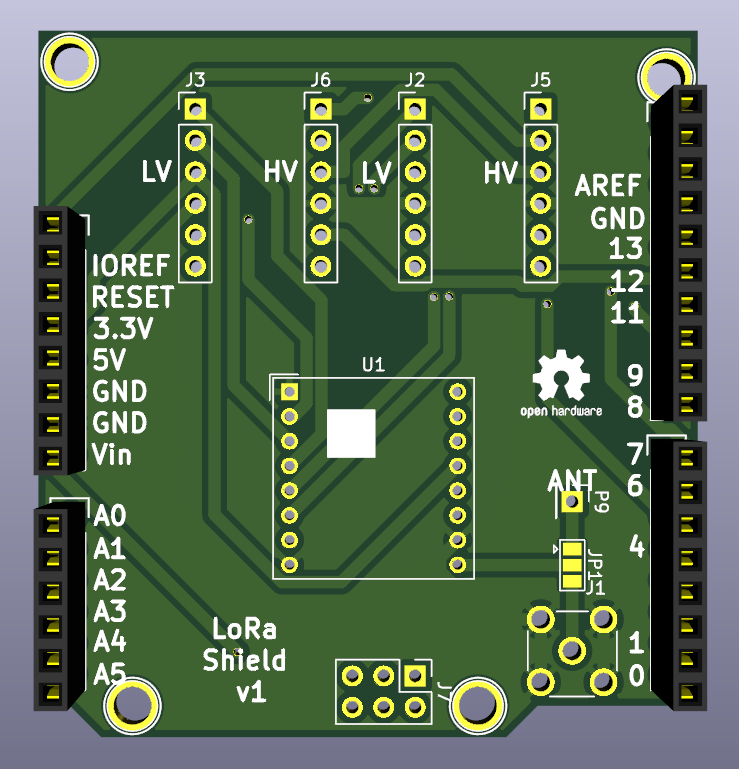 J3
J6
J2
J5
LV
HV
LV
HV
AREF
GND
13
12
11
9
8
IOREF
RESET
3.3V
5V
GND
GND
Vin
U1
open hardware
7
6
4
1
0
ANT
P9
JP1
J1
A0
A1
A2
A3
A4
A5
LoRa
Shield
v1
J7